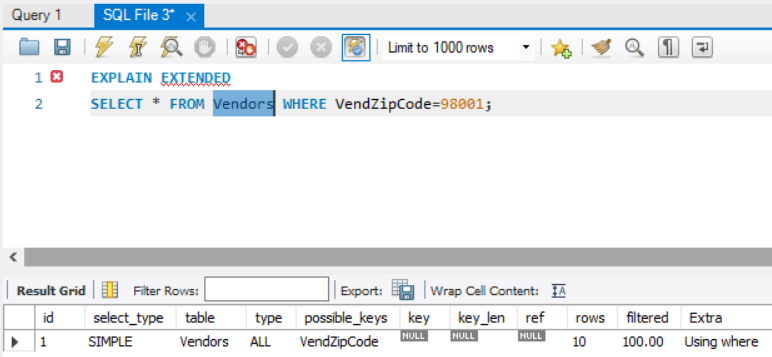 Query 1 SQL File 3*
Limit to 1000 rows
1 EXPLAIN EXTENDED
2 SELECT * FROM Vendors WHERE VendZipCode=98001;
Result Grid Filter Rows: Export: Wrap Cell Content:
id select_type table type possible_keys key key_len ref rows filtered Extra
1 SIMPLE Vendors ALL VendZipCode NULL NULL NULL 10 100.00 Using where